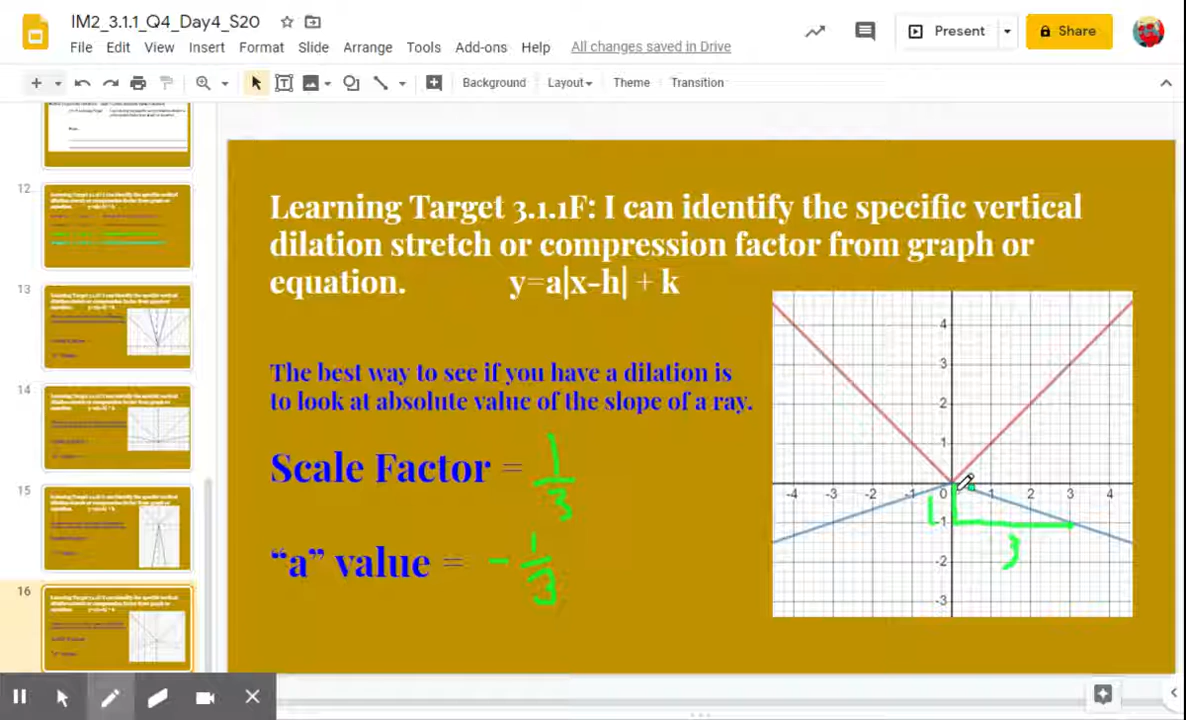 IM2_3.1.1_Q4_Day4_S20
File Edit View Insert Format Slide Arrange Tools Add-ons Help All changes saved in Drive
Present
Share
Background Layout Theme Transition
12
13
14
15
16
Learning Target 3.1.1F: I can identify the specific vertical
dilation stretch or compression factor from graph or
equation. y=a|x-h| + k
The best way to see if you have a dilation is
to look at absolute value of the slope of a ray.
Scale Factor = 1/3
"a" value = - 1/3
4
3
2
1
-4 -3 -2 -1 0 1 2 3 4
1 -1
3
-2
-3